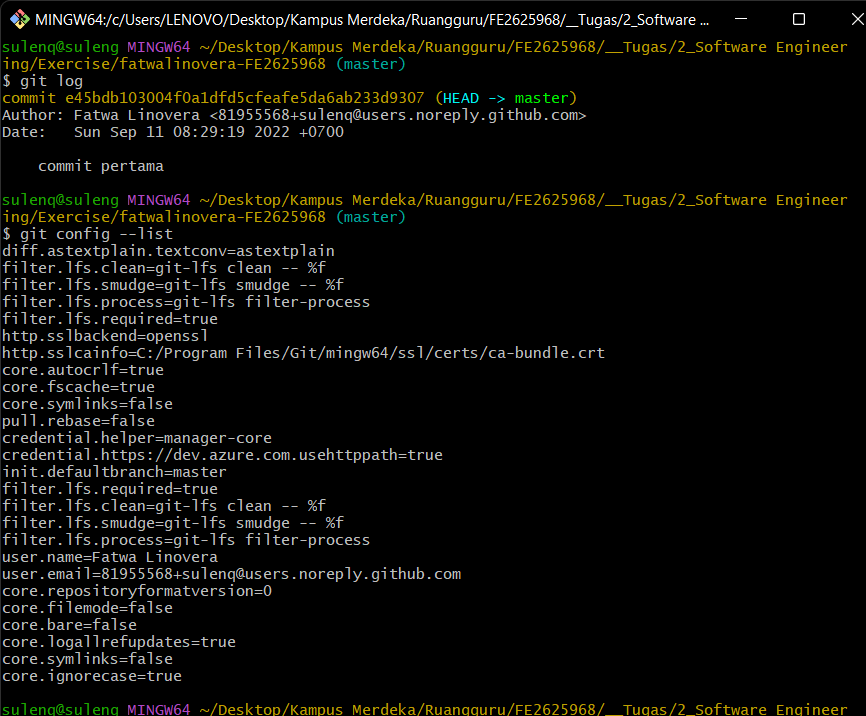 MINGW64:/c/Users/LENOVO/Desktop/Kampus Merdeka/Ruangguru/FE2625968/__Tugas/2_Software ...
sulenq@suleng MINGW64 ~/Desktop/Kampus Merdeka/Ruangguru/FE2625968/__Tugas/2_Software Engineer
ing/Exercise/fatwalinovera-FE2625968 (master)
$ git log
commit e45bdb103004f0a1dfd5cfeafe5da6ab233d9307 (HEAD -> master)
Author: Fatwa Linovera <81955568+sulenq@users.noreply.github.com>
Date:   Sun Sep 11 08:29:19 2022 +0700
    commit pertama
sulenq@suleng MINGW64 ~/Desktop/Kampus Merdeka/Ruangguru/FE2625968/__Tugas/2_Software Engineer
ing/Exercise/fatwalinovera-FE2625968 (master)
$ git config --list
diff.astextplain.textconv=astextplain
filter.lfs.clean=git-lfs clean -- %f
filter.lfs.smudge=git-lfs smudge -- %f
filter.lfs.process=git-lfs filter-process
filter.lfs.required=true
http.sslbackend=openssl
http.sslcainfo=C:/Program Files/Git/mingw64/ssl/certs/ca-bundle.crt
core.autocrlf=true
core.fscache=true
core.symlinks=false
pull.rebase=false
credential.helper=manager-core
credential.https://dev.azure.com.usehttppath=true
init.defaultbranch=master
filter.lfs.required=true
filter.lfs.clean=git-lfs clean -- %f
filter.lfs.smudge=git-lfs smudge -- %f
filter.lfs.process=git-lfs filter-process
user.name=Fatwa Linovera
user.email=81955568+sulenq@users.noreply.github.com
core.repositoryformatversion=0
core.filemode=false
core.bare=false
core.logallrefupdates=true
core.symlinks=false
core.ignorecase=true
sulenq@suleng MINGW64 ~/Desktop/Kampus Merdeka/Ruangguru/FE2625968/__Tugas/2_Software Engineer